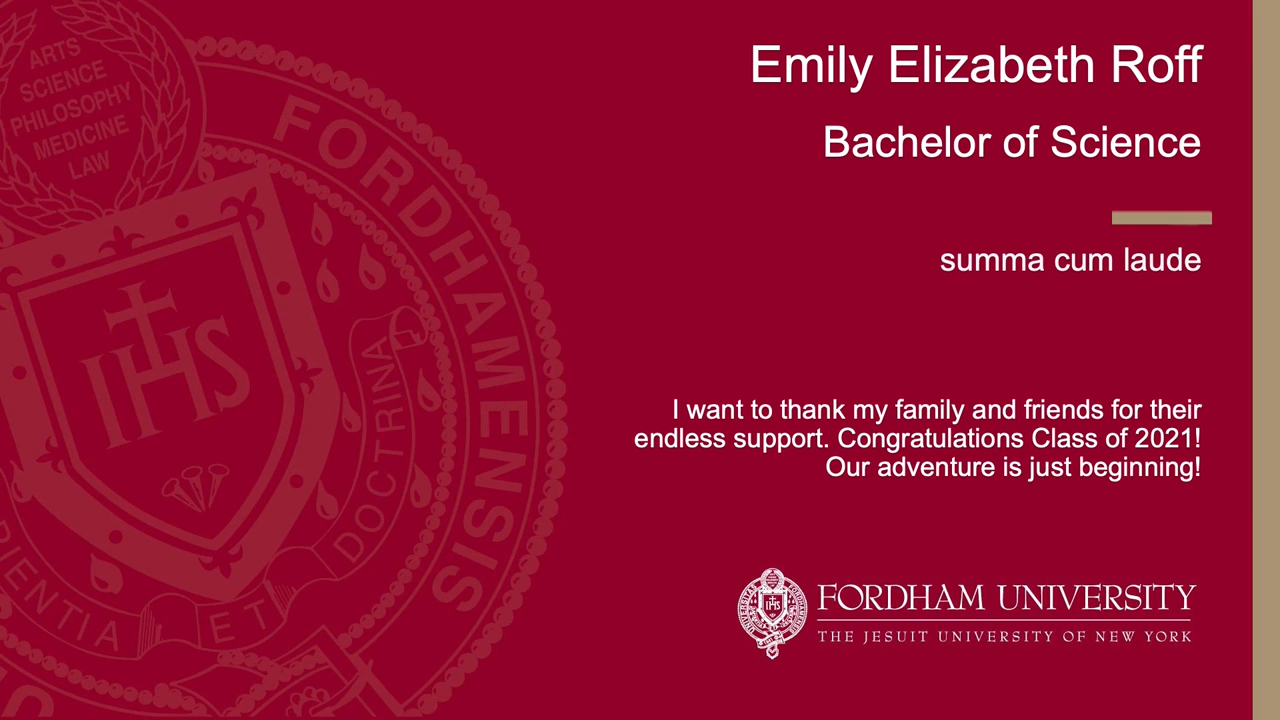 Emily Elizabeth Roff
Bachelor of Science
summa cum laude
I want to thank my family and friends for their
endless support. Congratulations Class of 2021!
Our adventure is just beginning!
FORDHAM UNIVERSITY
THE JESUIT UNIVERSITY OF NEW YORK
ARTS
SCIENCE
PHILOSOPHY
MEDICINE
LAW
FORDHAMENSIS
IHS
ET
DOCTRINA